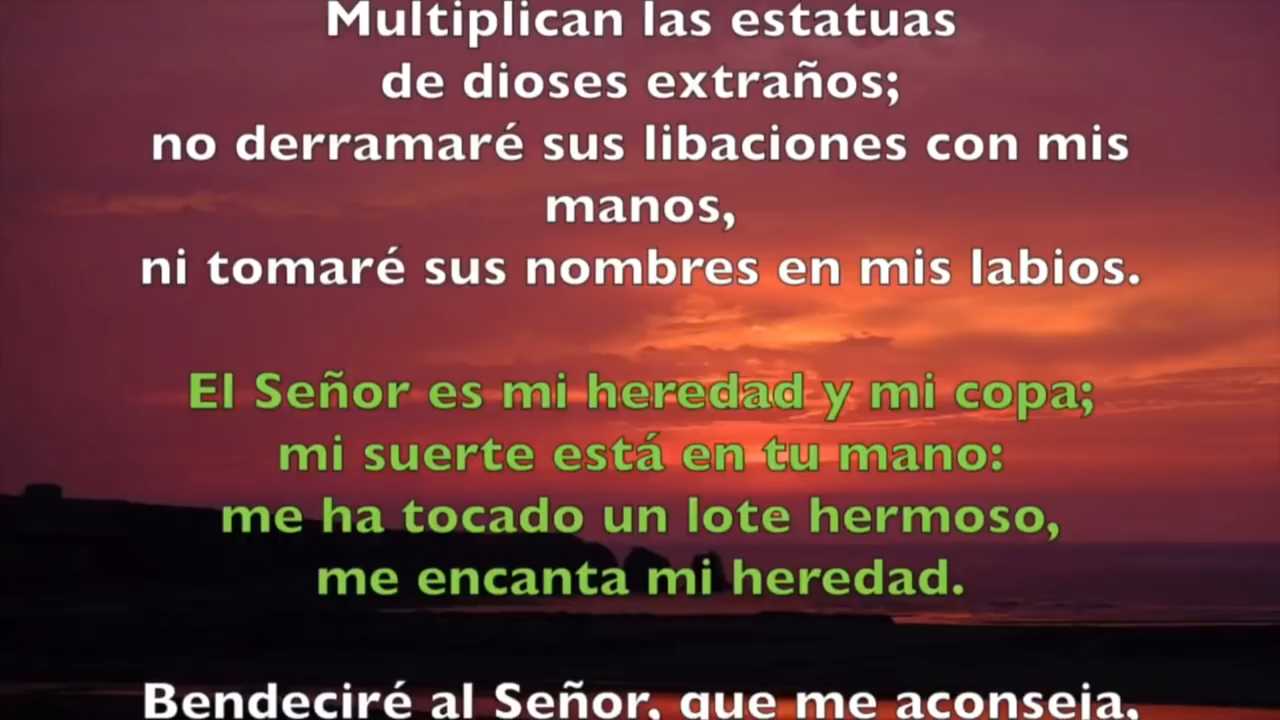 Multiplican las estatuas
de dioses extraños;
no derramaré sus libaciones con mis
manos,
ni tomaré sus nombres en mis labios.
El Señor es mi heredad y mi copa;
mi suerte está en tu mano:
me ha tocado un lote hermoso,
me encanta mi heredad.
Bendeciré al Señor, que me aconseja,